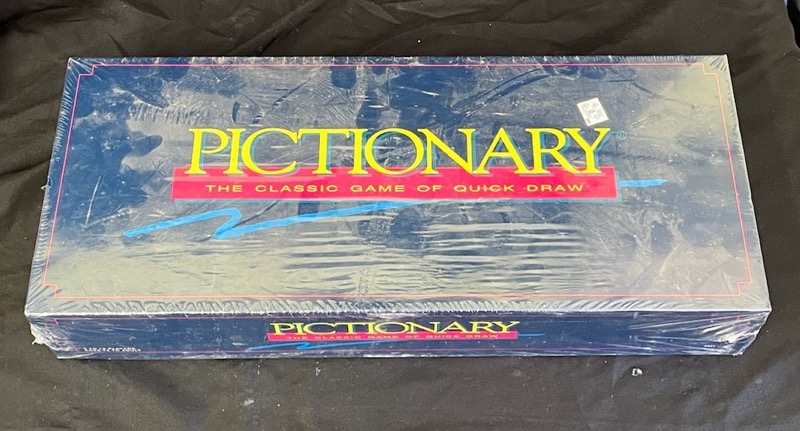 PICTIONARY®
THE CLASSIC GAME OF QUICK DRAW
PICTIONARY
THE CLASSIC GAME OF QUICK DRAW